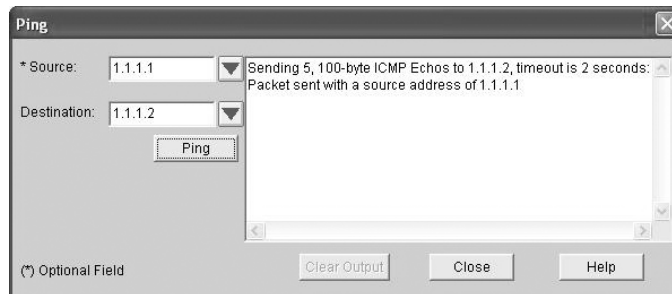 Ping
* Source:
1.1.1.1
Sending 5, 100-byte ICMP Echos to 1.1.1.2, timeout is 2 seconds:
Packet sent with a source address of 1.1.1.1
Destination:
1.1.1.2
Ping
(*) Optional Field
Clear Output
Close
Help